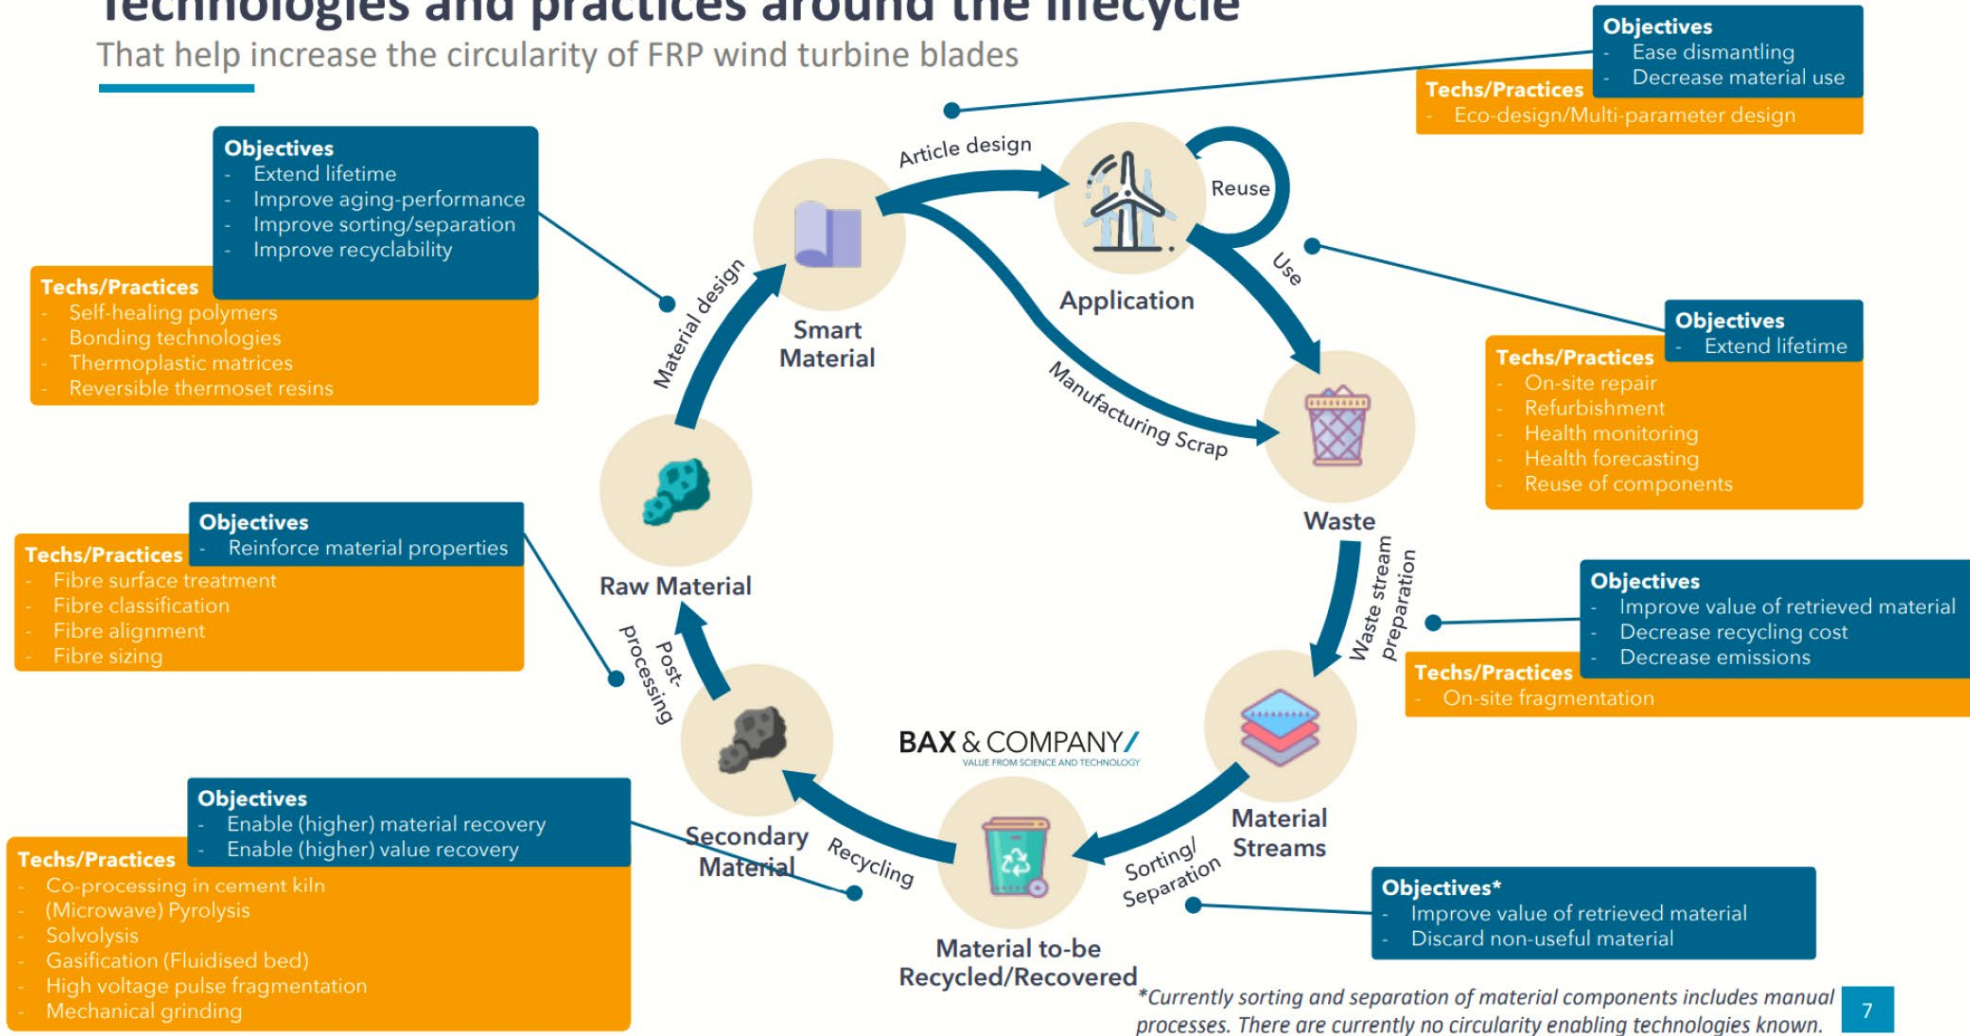 Technologies and practices around the lifecycle
That help increase the circularity of FRP wind turbine blades
Objectives
- Ease dismantling
- Decrease material use
Techs/Practices
- Eco-design/Multi-parameter design
Objectives
- Extend lifetime
- Improve aging-performance
- Improve sorting/separation
- Improve recyclability
Techs/Practices
- Self-healing polymers
- Bonding technologies
- Thermoplastic matrices
- Reversible thermoset resins
Article design
Reuse
Use
Application
Material design
Smart
Material
Manufacturing Scrap
Objectives
- Extend lifetime
Techs/Practices
- On-site repair
- Refurbishment
- Health monitoring
- Health forecasting
- Reuse of components
Waste
Raw Material
Objectives
- Reinforce material properties
Techs/Practices
- Fibre surface treatment
- Fibre classification
- Fibre alignment
- Fibre sizing
Post-
processing
Waste stream
preparation
Objectives
- Improve value of retrieved material
- Decrease recycling cost
- Decrease emissions
Techs/Practices
- On-site fragmentation
BAX & COMPANY/
VALUE FROM SCIENCE AND TECHNOLOGY
Material
Streams
Secondary
Material
Recycling
Sorting/
Separation
Objectives
- Enable (higher) material recovery
- Enable (higher) value recovery
Techs/Practices
- Co-processing in cement kiln
- (Microwave) Pyrolysis
- Solvolysis
- Gasification (Fluidised bed)
- High voltage pulse fragmentation
- Mechanical grinding
Material to-be
Recycled/Recovered
Objectives*
- Improve value of retrieved material
- Discard non-useful material
*Currently sorting and separation of material components includes manual
processes. There are currently no circularity enabling technologies known.
7